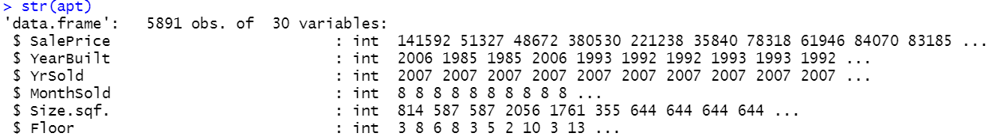 > str(apt)
'data.frame':   5891 obs. of  30 variables:
 $ SalePrice                        : int  141592 51327 48672 380530 221238 35840 78318 61946 84070 83185 ...
 $ YearBuilt                        : int  2006 1985 1985 2006 1993 1992 1992 1993 1993 1992 ...
 $ YrSold                           : int  2007 2007 2007 2007 2007 2007 2007 2007 2007 2007 ...
 $ MonthSold                        : int  8 8 8 8 8 8 8 8 8 8 ...
 $ Size.sqf.                        : int  814 587 587 2056 1761 355 644 644 644 644 ...
 $ Floor                            : int  3 8 6 8 3 5 2 10 3 13 ...